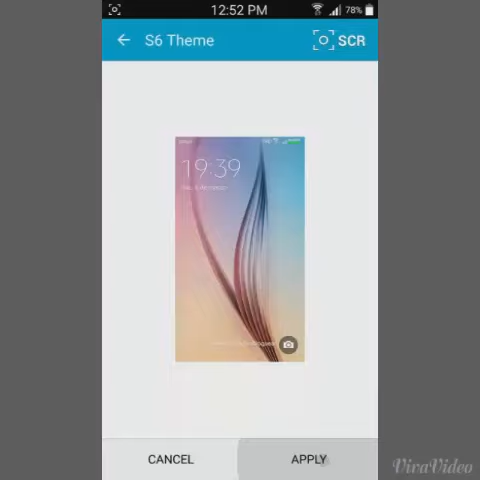 12:52 PM 78%
S6 Theme SCR
19:39
CANCEL APPLY
VivaVideo